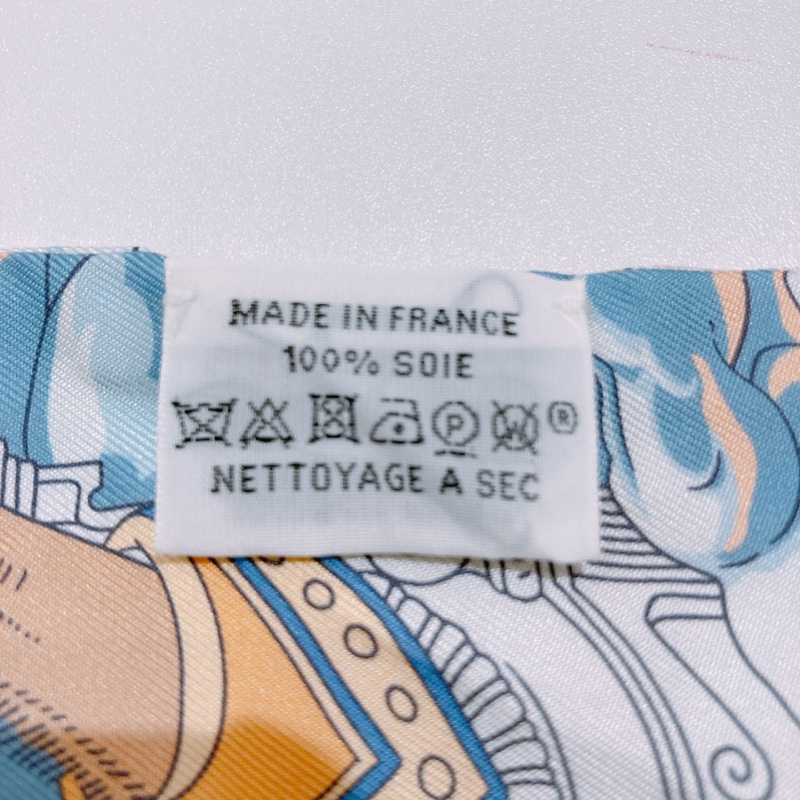 MADE IN FRANCE
100% SOIE
P W ®
NETTOYAGE A SEC